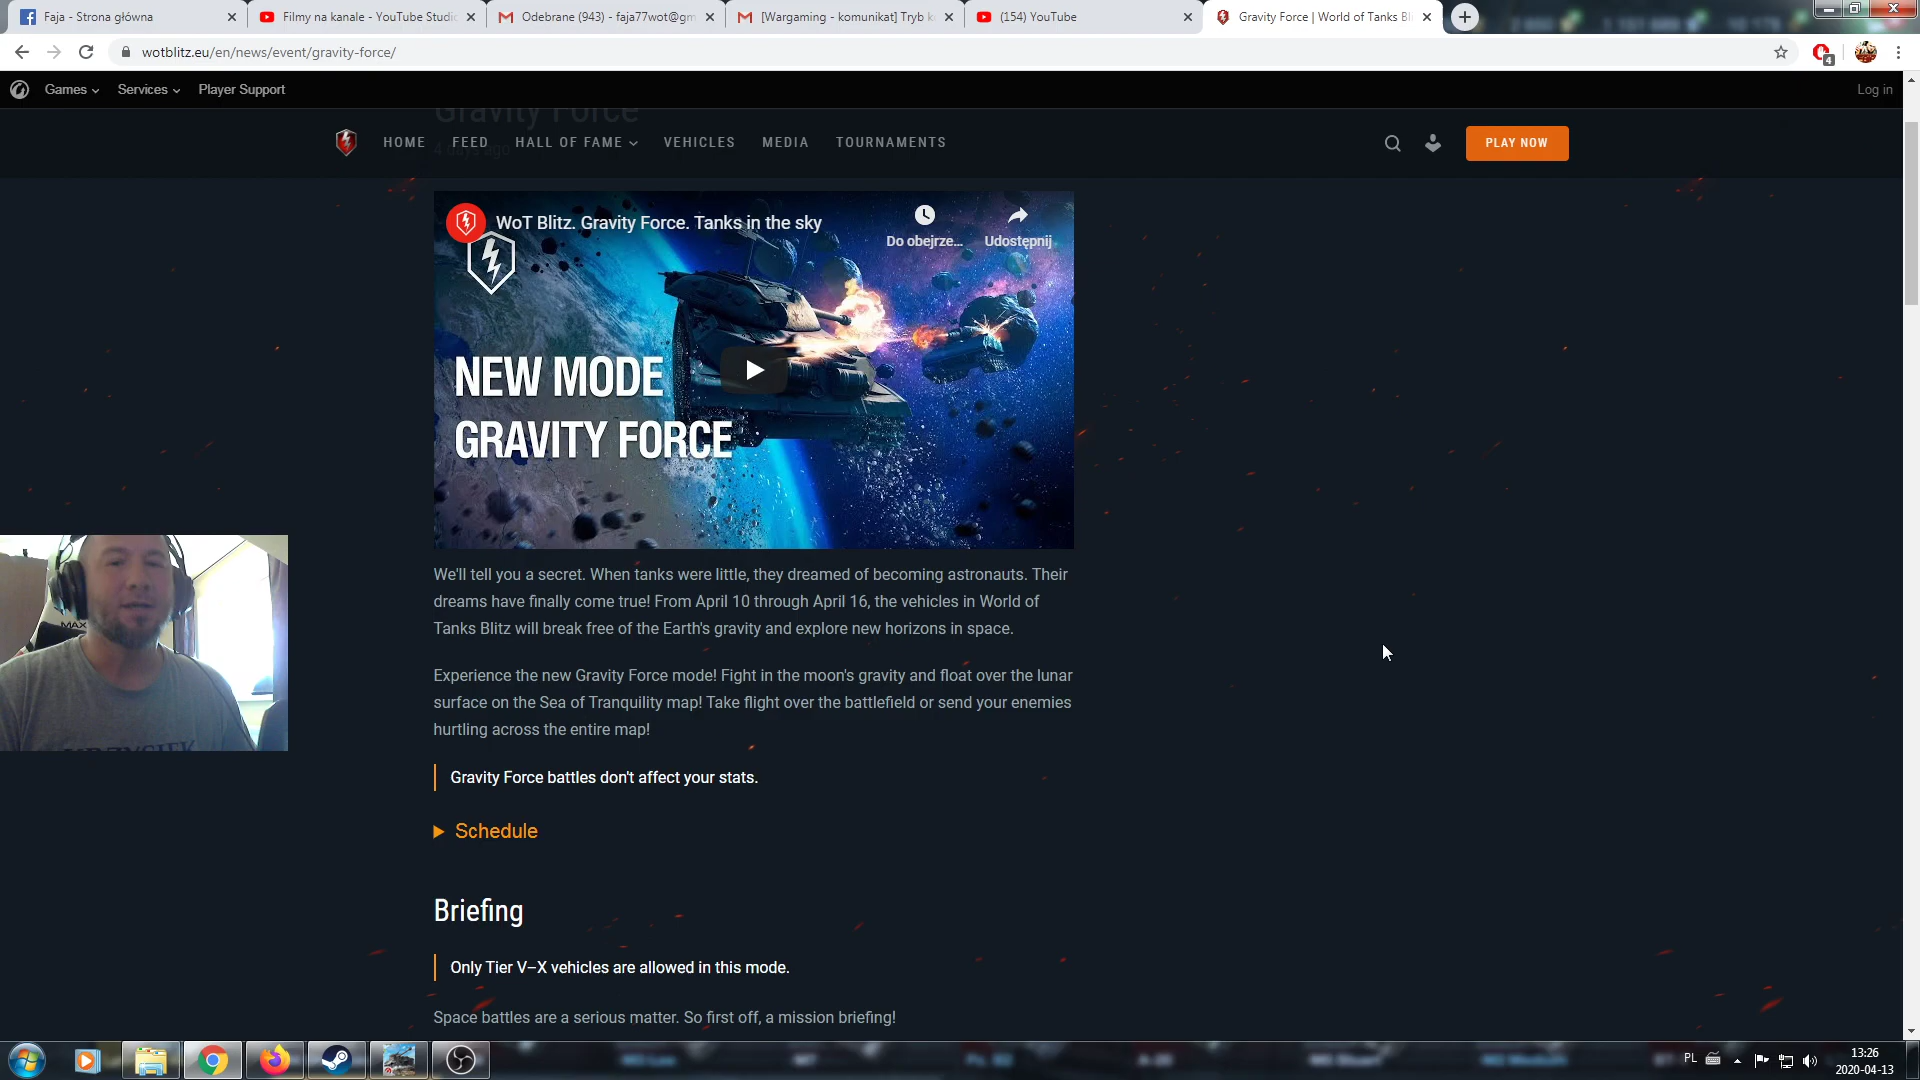 Faja - Strona główna
Filmy na kanale - YouTube Studio
Odebrane (943) - faja77wot@gm
[Wargaming - komunikat] Tryb k
(154) YouTube
Gravity Force | World of Tanks Bli
wotblitz.eu/en/news/event/gravity-force/
4
Games
Services
Player Support
Log in
Gravity Force
4 days ago
HOME
FEED
HALL OF FAME
VEHICLES
MEDIA
TOURNAMENTS
PLAY NOW
WoT Blitz. Gravity Force. Tanks in the sky
Do obejrze...
Udostępnij
NEW MODE
GRAVITY FORCE
We'll tell you a secret. When tanks were little, they dreamed of becoming astronauts. Their
dreams have finally come true! From April 10 through April 16, the vehicles in World of
Tanks Blitz will break free of the Earth's gravity and explore new horizons in space.
Experience the new Gravity Force mode! Fight in the moon's gravity and float over the lunar
surface on the Sea of Tranquility map! Take flight over the battlefield or send your enemies
hurtling across the entire map!
MAX
Gravity Force battles don't affect your stats.
Schedule
Briefing
Only Tier V–X vehicles are allowed in this mode.
Space battles are a serious matter. So first off, a mission briefing!
PL
13:26
2020-04-13